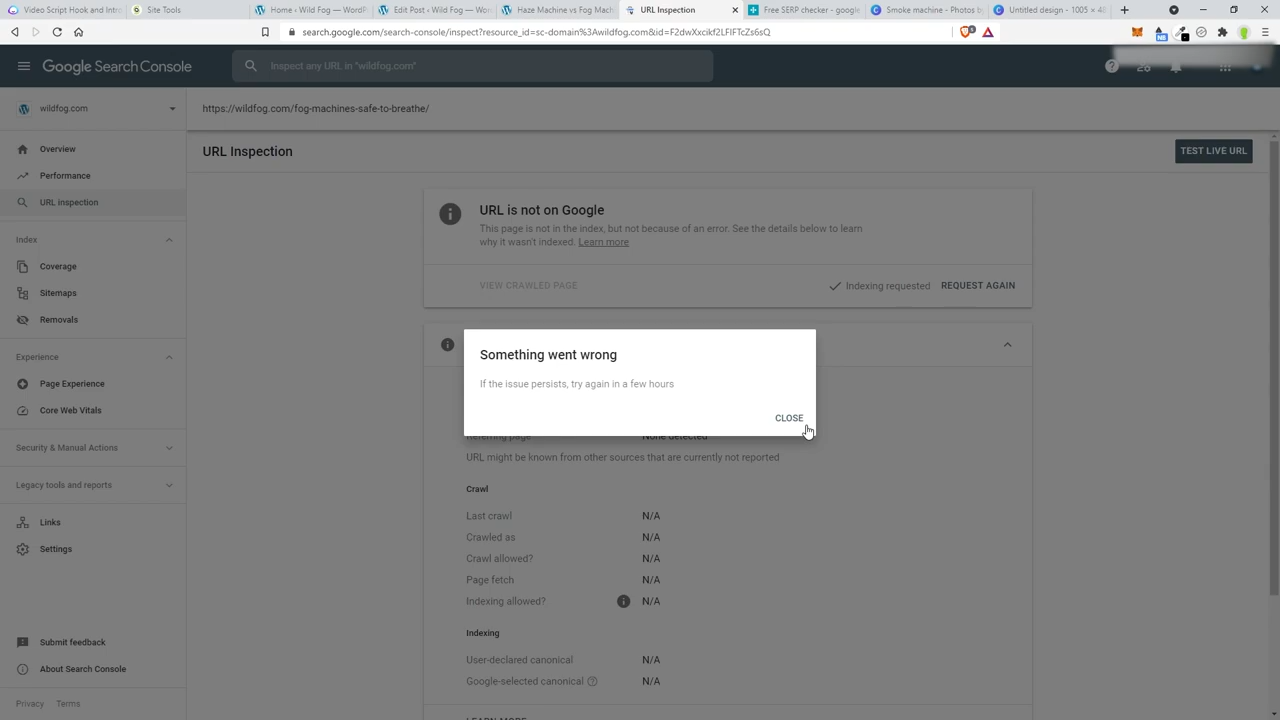 Video Script Hook and Intr
Site Tools
Home ‹ Wild Fog — WordP
Edit Post ‹ Wild Fog — Wor
Haze Machine vs Fog Mach
URL Inspection
Free SERP checker - google
Smoke machine - Photos by
Untitled design - 1005 × 48
search.google.com/search-console/inspect?resource_id=sc-domain%3Awildfog.com&id=F2dwXxcikf2LFIFTcZs6sQ
Google Search Console
Inspect any URL in "wildfog.com"
wildfog.com
https://wildfog.com/fog-machines-safe-to-breathe/
Overview
Performance
URL inspection
Index
Coverage
Sitemaps
Removals
Experience
Page Experience
Core Web Vitals
Security & Manual Actions
Legacy tools and reports
Links
Settings
Submit feedback
About Search Console
Privacy Terms
URL Inspection
TEST LIVE URL
URL is not on Google
This page is not in the index, but not because of an error. See the details below to learn
why it wasn't indexed. Learn more
VIEW CRAWLED PAGE
Indexing requested
REQUEST AGAIN
Something went wrong
If the issue persists, try again in a few hours
CLOSE
Referring page None detected
URL might be known from other sources that are currently not reported
Crawl
Last crawl N/A
Crawled as N/A
Crawl allowed? N/A
Page fetch N/A
Indexing allowed? N/A
Indexing
User-declared canonical N/A
Google-selected canonical N/A
LEARN MORE